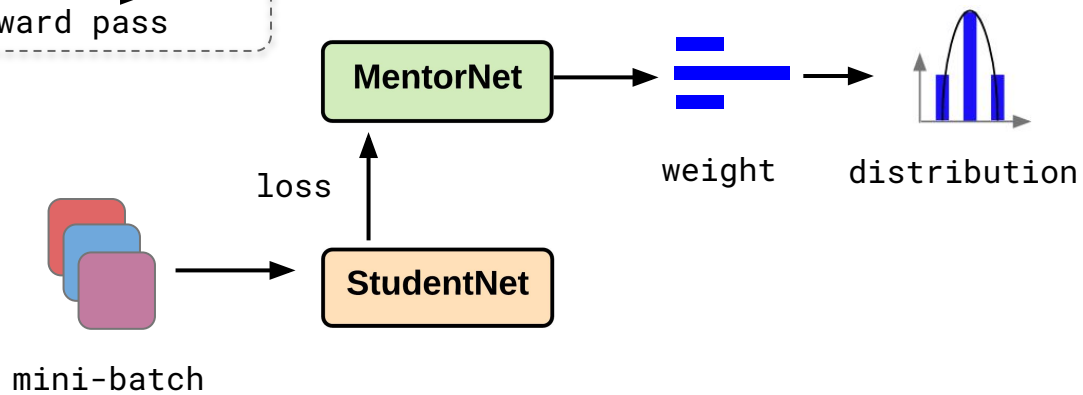 ward pass
MentorNet
loss
weight
distribution
StudentNet
mini-batch